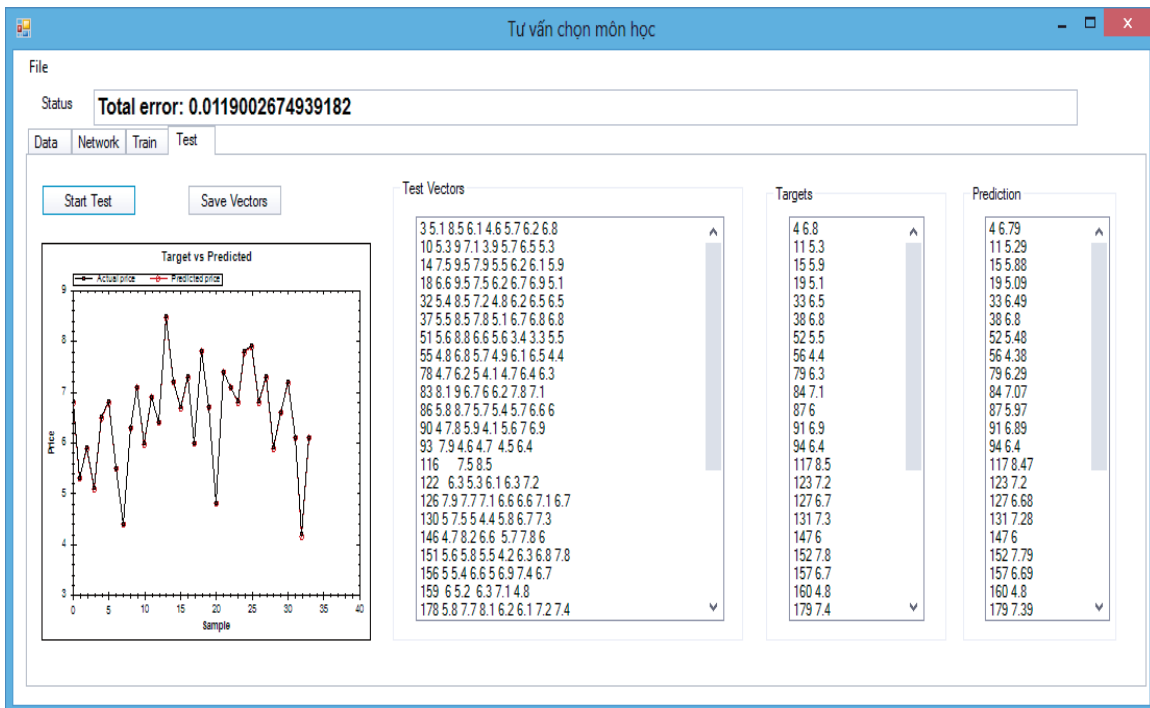 Tư vấn chọn môn học
File
Status
Total error: 0.0119002674939182
Data Network Train Test
Start Test
Save Vectors
Target vs Predicted
Actual price Predicted price
9
8
7
6
5
4
3
Price
0 5 10 15 20 25 30 35 40
Sample
Test Vectors
3 5.1 8.5 6.1 4.6 5.7 6.2 6.8
10 5.3 9 7.1 3.9 5.7 6.5 5.3
14 7.5 9.5 7.9 5.5 6.2 6.1 5.9
18 6.6 9.5 7.5 6.2 6.7 6.9 5.1
32 5.4 8.5 7.2 4.8 6.2 6.5 6.5
37 5.5 8.5 7.8 5.1 6.7 6.8 6.8
51 5.6 8.8 6.6 5.6 3.4 3.3 5.5
55 4.8 6.8 5.7 4.9 6.1 6.5 4.4
78 4.7 6.2 5 4.1 4.7 6.4 6.3
83 8.1 9 6.7 6 6.2 7.8 7.1
86 5.8 8.7 5.7 5.4 5.7 6.6 6
90 4 7.8 5.9 4.1 5.6 7 6.9
93 7.9 4.6 4.7 4.5 6.4
116 7.5 8.5
122 6.3 5.3 6.1 6.3 7.2
126 7.9 7.7 7.1 6.6 6.6 7.1 6.7
130 5 7.5 5 4.4 5.8 6.7 7.3
146 4.7 8.2 6.6 5.7 7.8 6
151 5.6 5.8 5.5 4.2 6.3 6.8 7.8
156 5 5.4 6.6 5 6.9 7.4 6.7
159 6 5.2 6.3 7.1 4.8
178 5.8 7.7 8.1 6.2 6.1 7.2 7.4
Targets
4 6.8
11 5.3
15 5.9
19 5.1
33 6.5
38 6.8
52 5.5
56 4.4
79 6.3
84 7.1
87 6
91 6.9
94 6.4
117 8.5
123 7.2
127 6.7
131 7.3
147 6
152 7.8
157 6.7
160 4.8
179 7.4
Prediction
4 6.79
11 5.29
15 5.88
19 5.09
33 6.49
38 6.8
52 5.48
56 4.38
79 6.29
84 7.07
87 5.97
91 6.89
94 6.4
117 8.47
123 7.2
127 6.68
131 7.28
147 6
152 7.79
157 6.69
160 4.8
179 7.39